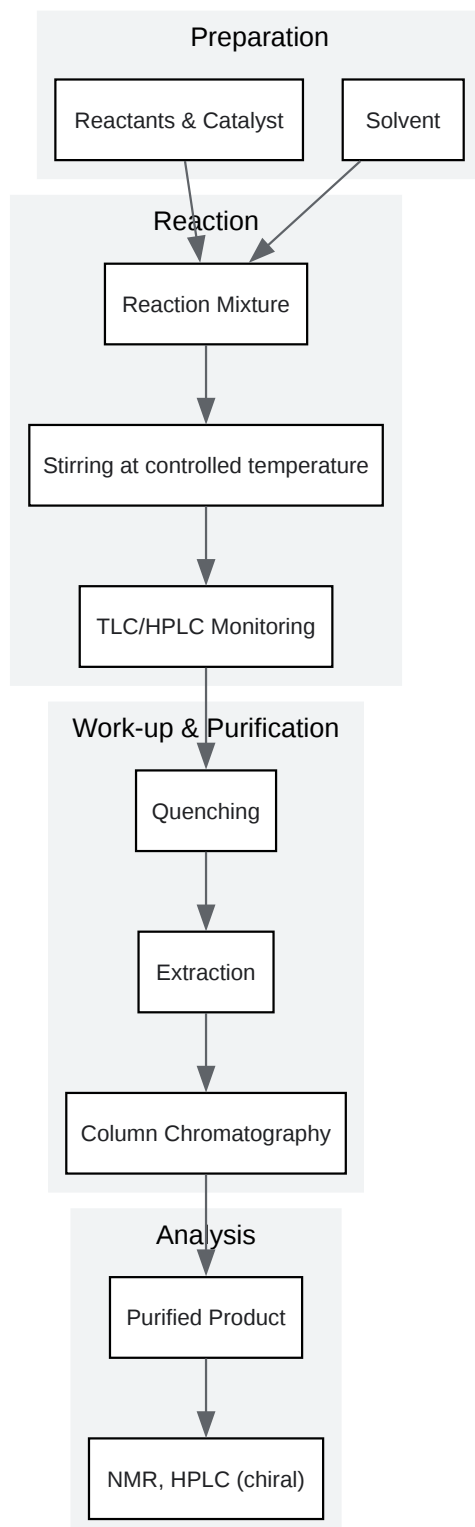 Preparation
Reactants & Catalyst
Solvent
Reaction
Reaction Mixture
Stirring at controlled temperature
TLC/HPLC Monitoring
Work-up & Purification
Quenching
Extraction
Column Chromatography
Analysis
Purified Product
NMR, HPLC (chiral)